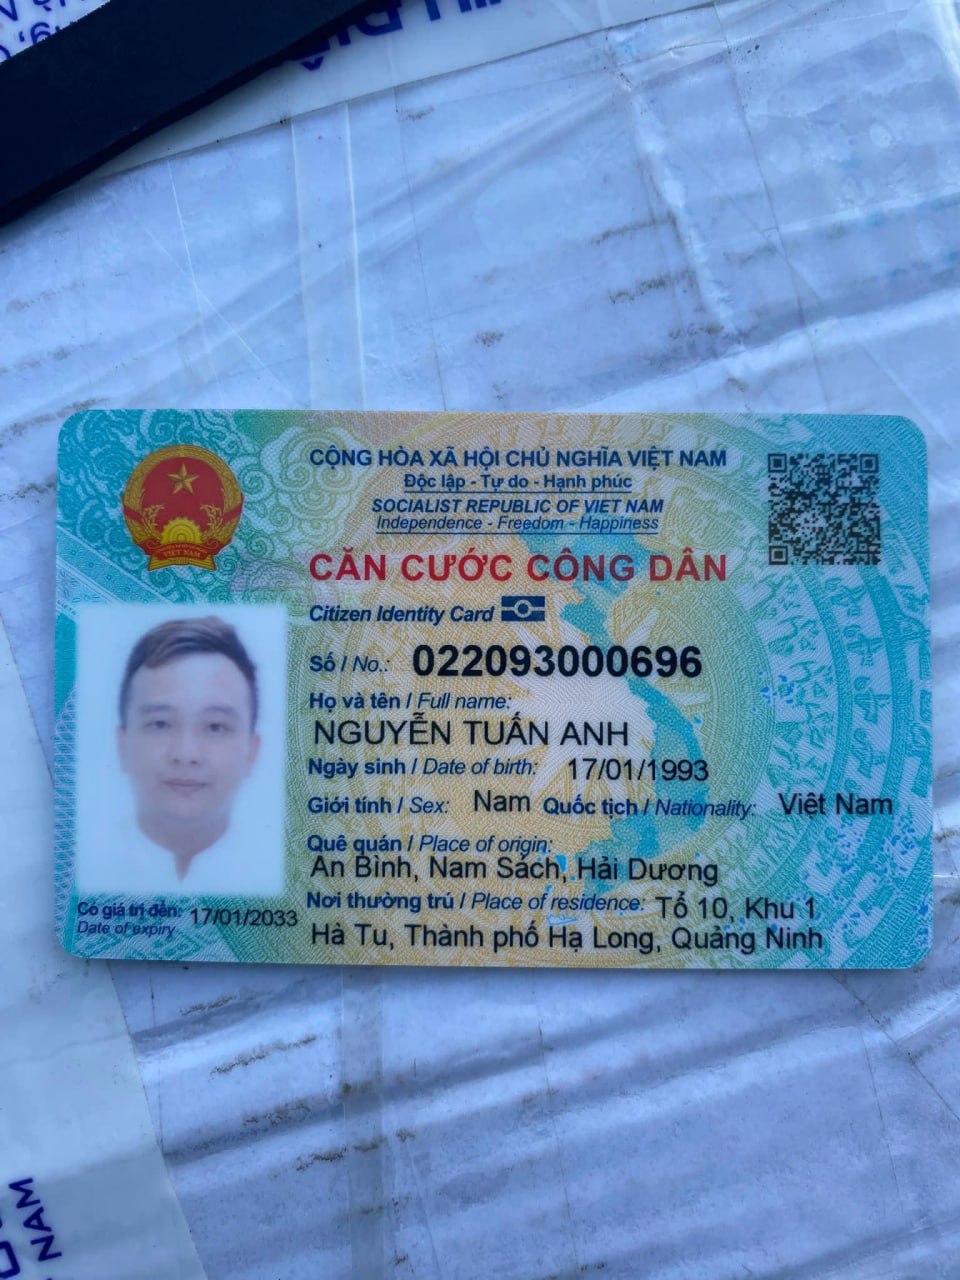 CỘNG HÒA XÃ HỘI CHỦ NGHĨA VIỆT NAM
Độc lập - Tự do - Hạnh phúc
SOCIALIST REPUBLIC OF VIET NAM
Independence - Freedom - Happiness
CĂN CƯỚC CÔNG DÂN
Citizen Identity Card
Số / No.: 022093000696
Họ và tên / Full name:
NGUYỄN TUẤN ANH
Ngày sinh / Date of birth: 17/01/1993
Giới tính / Sex: Nam Quốc tịch / Nationality: Việt Nam
Quê quán / Place of origin:
An Bình, Nam Sách, Hải Dương
Nơi thường trú / Place of residence: Tổ 10, Khu 1
Hà Tu, Thành phố Hạ Long, Quảng Ninh
Có giá trị đến: 17/01/2033
Date of expiry
VIỆT NAM
NAM